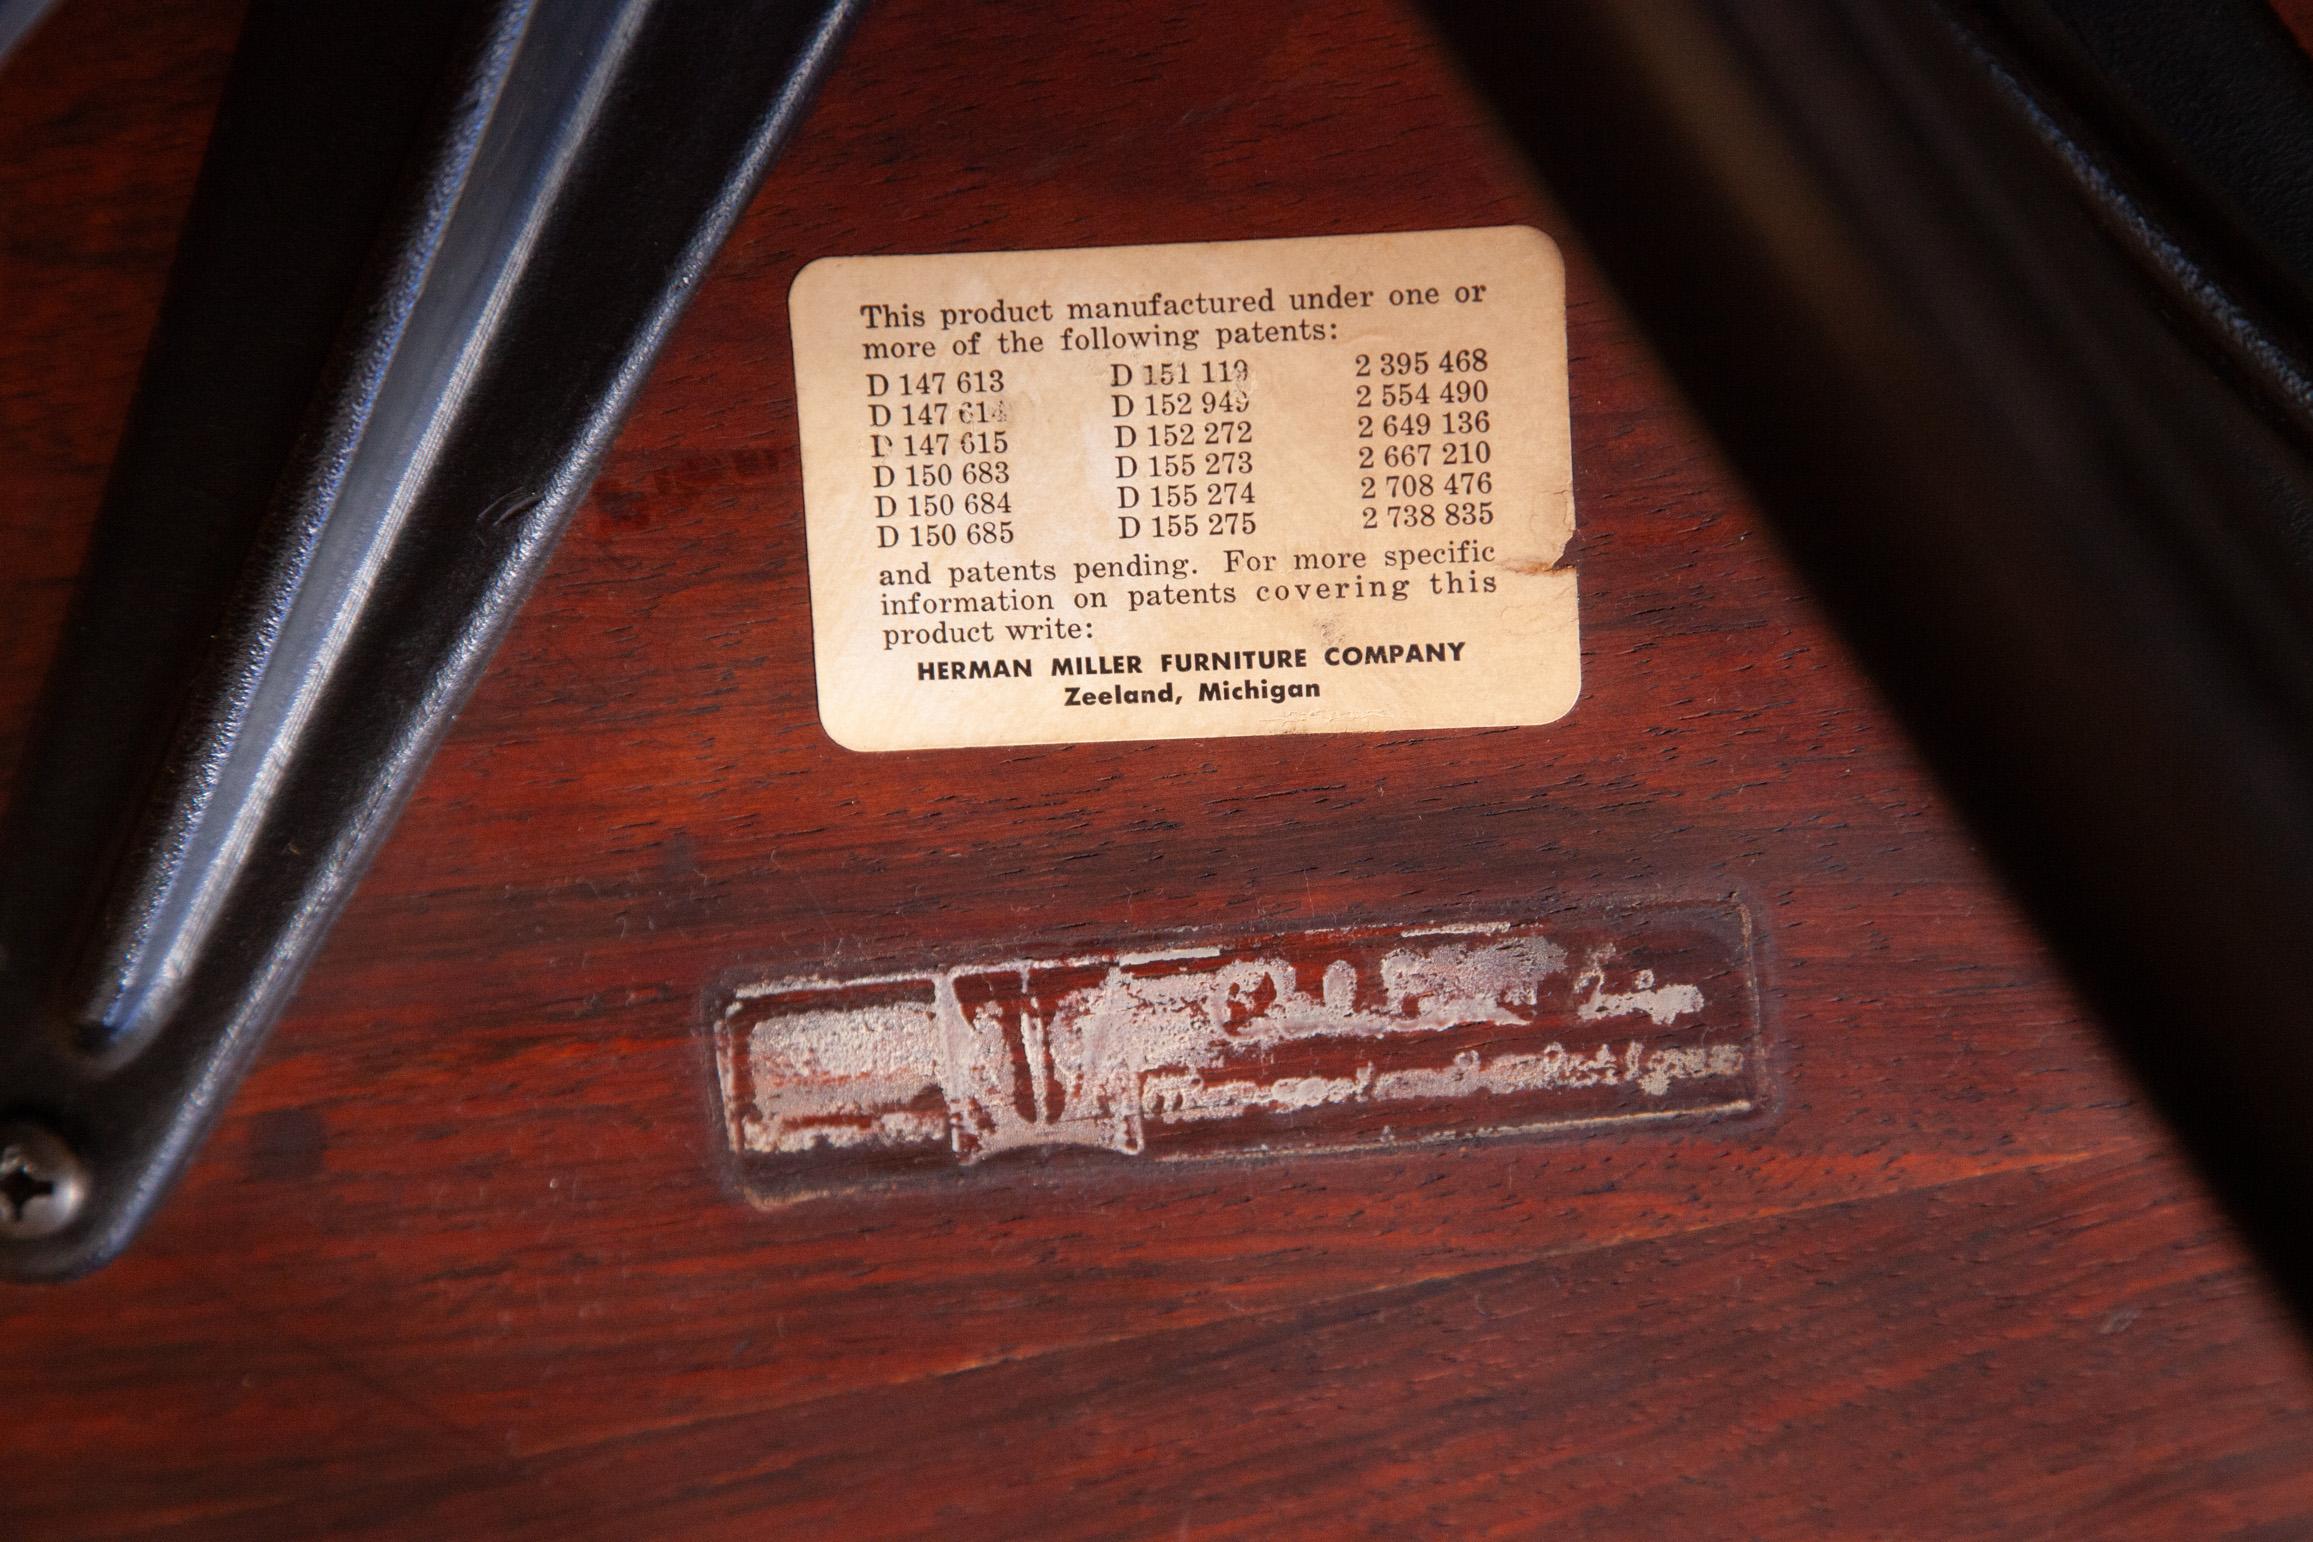 This product manufactured under one or
more of the following patents:
D 147 613 D 151 119 2 395 468
D 147 614 D 152 949 2 554 490
D 147 615 D 152 272 2 649 136
D 150 683 D 155 273 2 667 210
D 150 684 D 155 274 2 708 476
D 150 685 D 155 275 2 738 835
and patents pending. For more specific
information on patents covering this
product write:
HERMAN MILLER FURNITURE COMPANY
Zeeland, Michigan